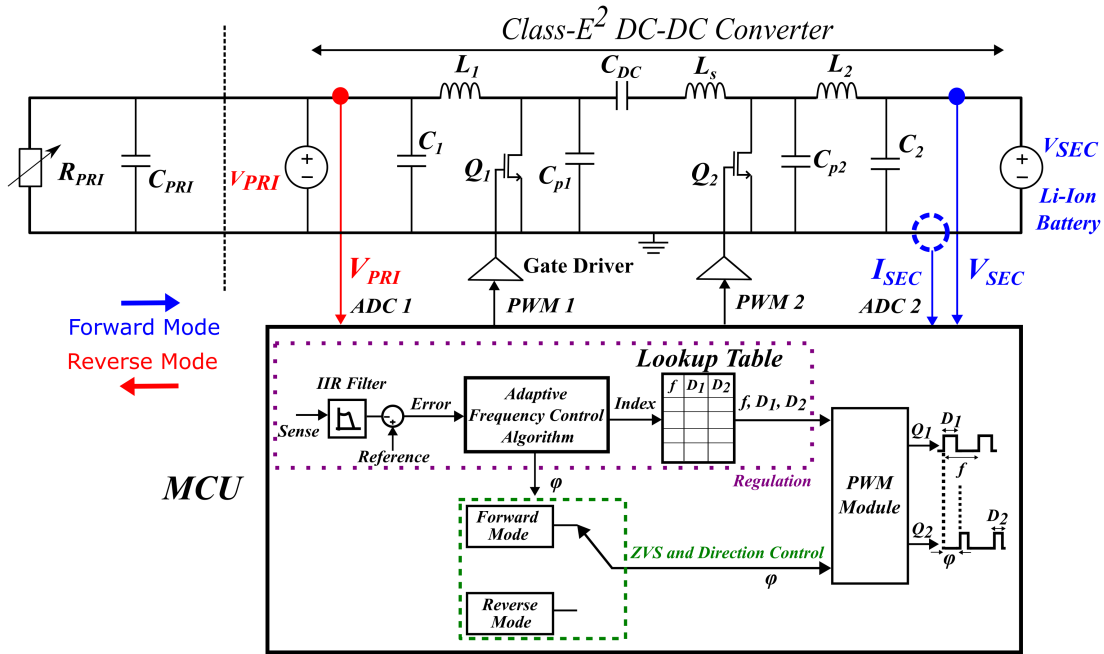 Class-E² DC-DC Converter
L₁
C_DC
L_s
L₂
R_PRI
C_PRI
V_PRI
+
−
C₁
Q₁
C_p1
Q₂
C_p2
C₂
+
−
V_SEC
Li-Ion
Battery
V_PRI
ADC 1
Gate Driver
PWM 1
PWM 2
I_SEC
ADC 2
V_SEC
Forward Mode
Reverse Mode
Lookup Table
IIR Filter
Sense
−
+
Error
Reference
Adaptive
Frequency Control
Algorithm
Index
f D₁ D₂
f, D₁, D₂
Regulation
MCU
φ
Forward
Mode
Reverse
Mode
ZVS and Direction Control
φ
PWM
Module
Q₁
D₁
f
Q₂
D₂
φ